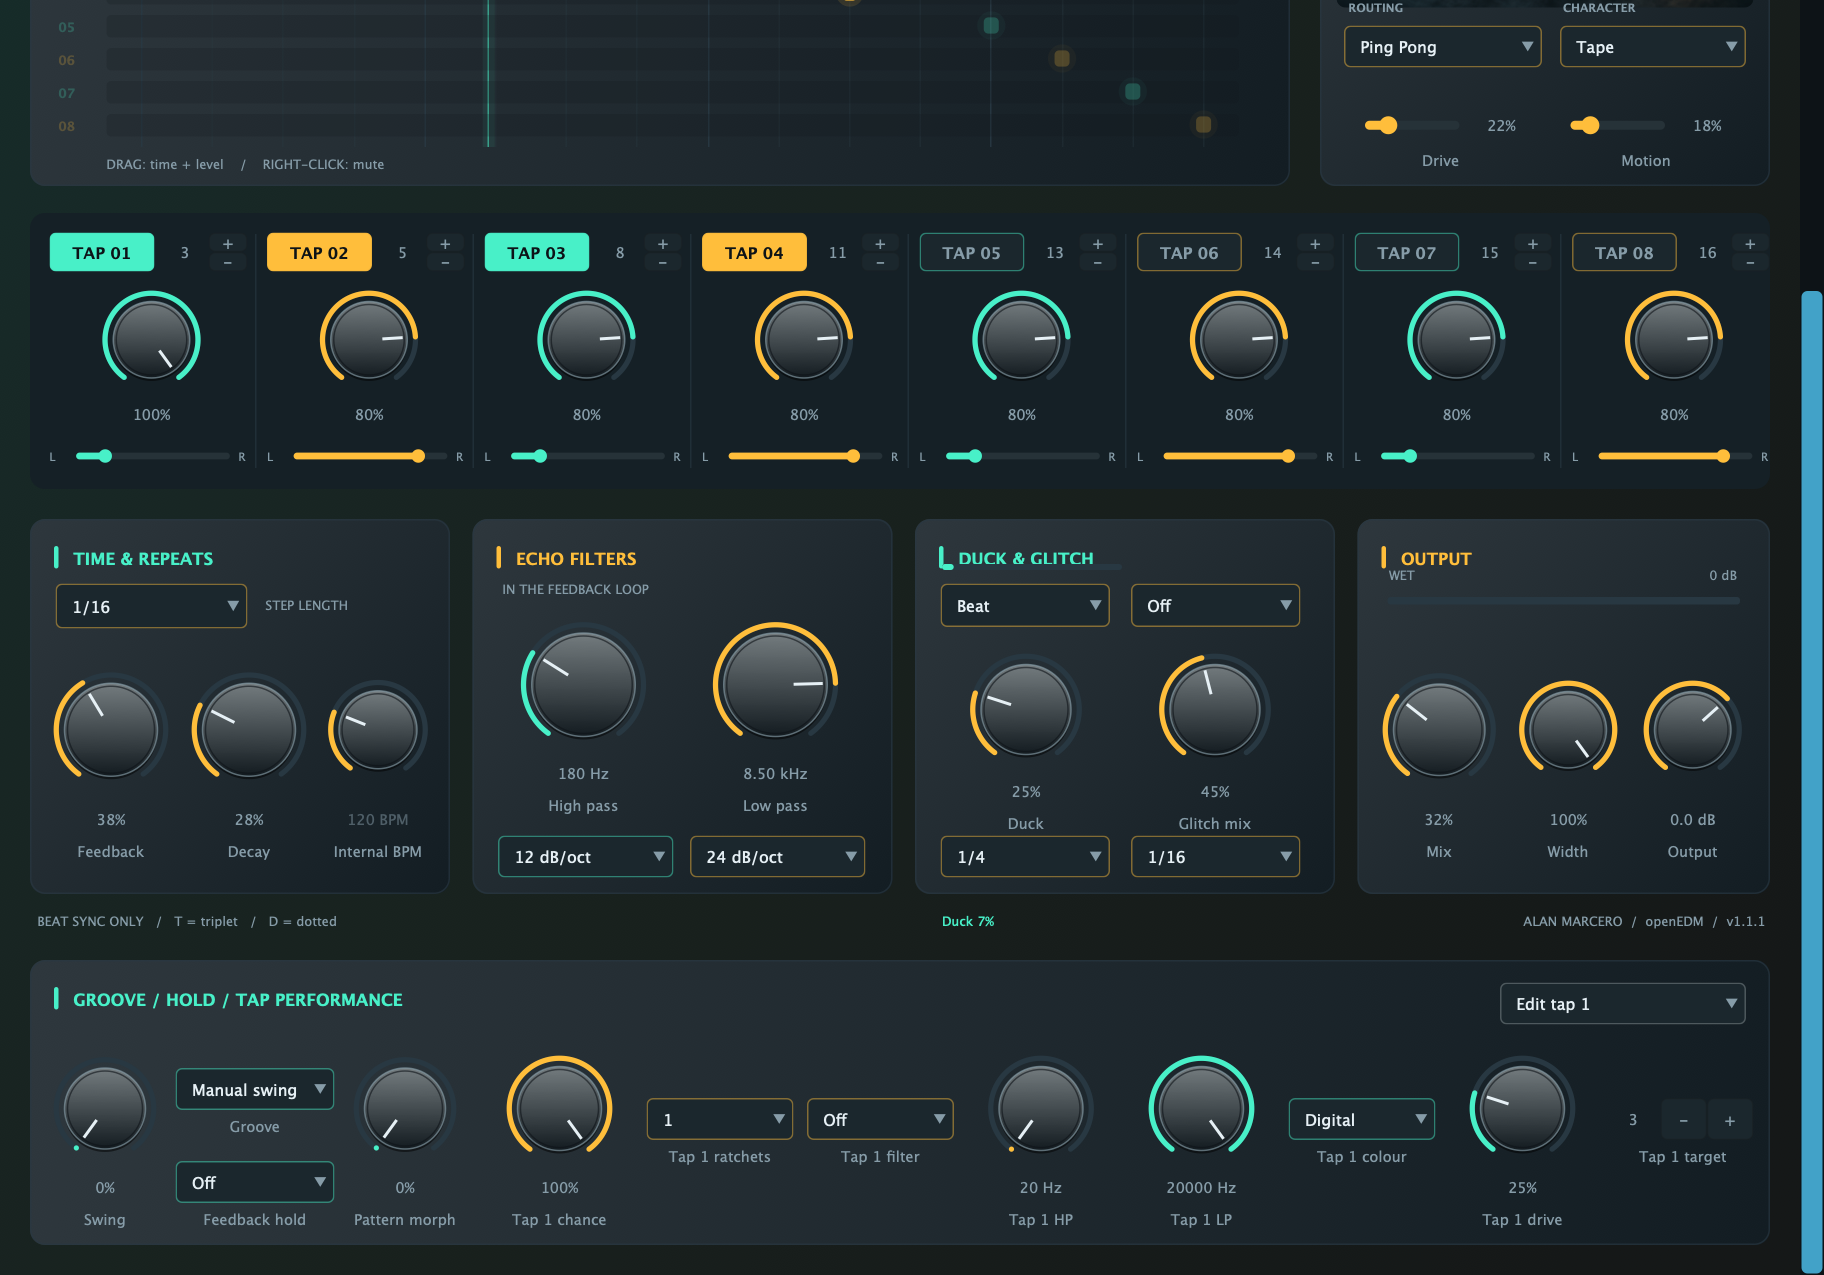 ROUTING CHARACTER
05
Ping Pong Tape
06
07
08 22% 18%
Drive Motion
DRAG: time + level / RIGHT-CLICK: mute
TAP 01 3 + − TAP 02 5 + − TAP 03 8 + − TAP 04 11 + − TAP 05 13 + − TAP 06 14 + − TAP 07 15 + − TAP 08 16 + −
100% 80% 80% 80% 80% 80% 80% 80%
L R L R L R L R L R L R L R L R
TIME & REPEATS
1/16 STEP LENGTH
38% 28% 120 BPM
Feedback Decay Internal BPM
ECHO FILTERS
IN THE FEEDBACK LOOP
180 Hz 8.50 kHz
High pass Low pass
12 dB/oct 24 dB/oct
DUCK & GLITCH
Beat Off
25% 45%
Duck Glitch mix
1/4 1/16
OUTPUT
WET 0 dB
32% 100% 0.0 dB
Mix Width Output
BEAT SYNC ONLY / T = triplet / D = dotted
Duck 7%
ALAN MARCERO / openEDM / v1.1.1
GROOVE / HOLD / TAP PERFORMANCE
Edit tap 1
Manual swing
Groove
1 Off Digital 3 − +
Tap 1 ratchets Tap 1 filter Tap 1 colour Tap 1 target
Off
0% 0% 100% 20 Hz 20000 Hz 25%
Swing Feedback hold Pattern morph Tap 1 chance Tap 1 HP Tap 1 LP Tap 1 drive